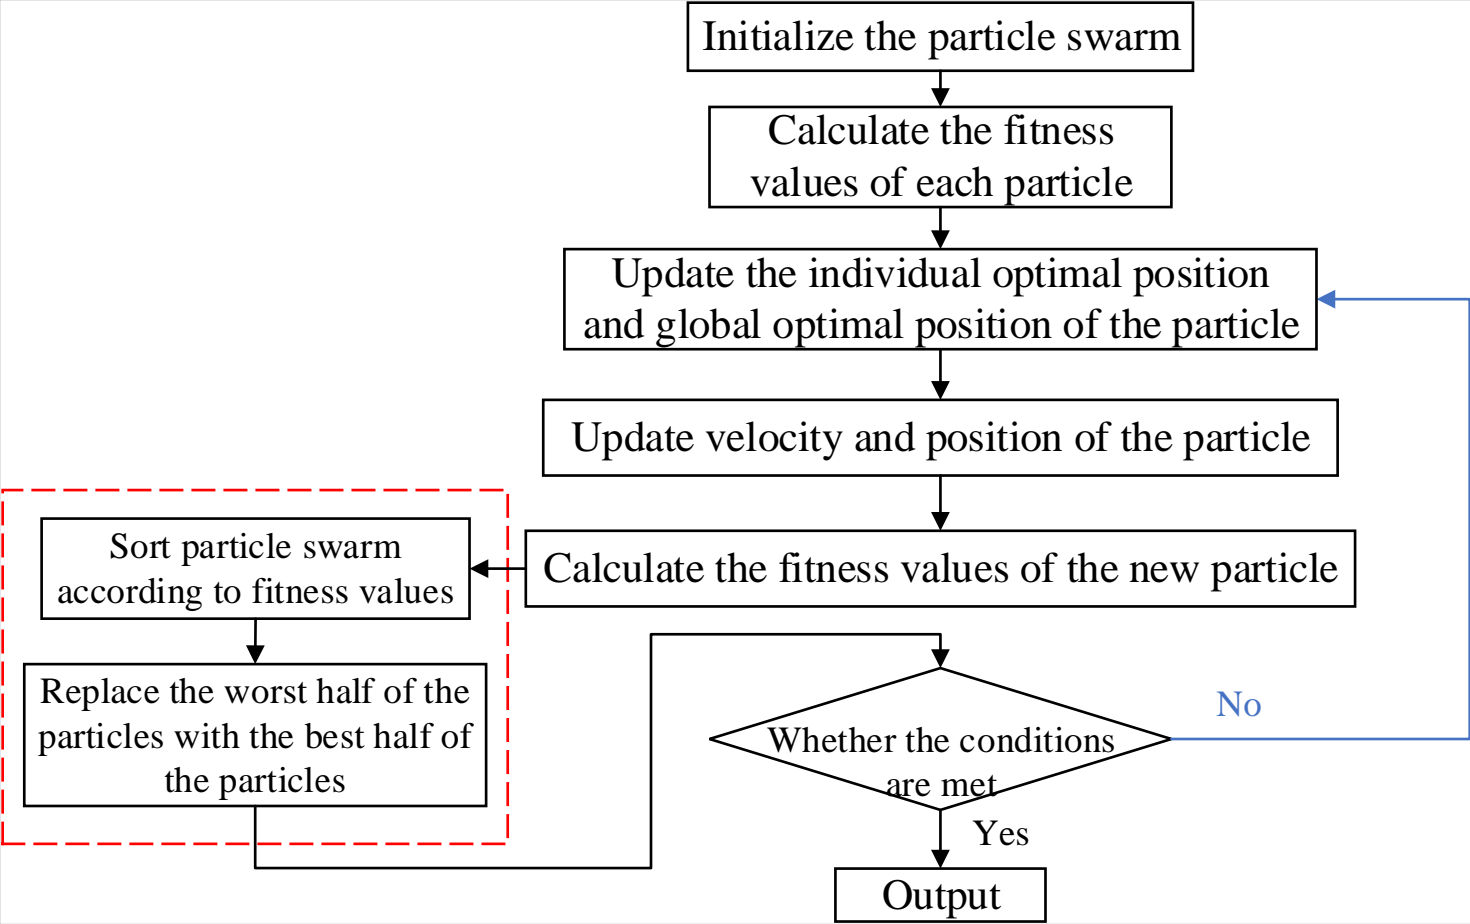 Initialize the particle swarm
Calculate the fitness
values of each particle
Update the individual optimal position
and global optimal position of the particle
Update velocity and position of the particle
Calculate the fitness values of the new particle
Sort particle swarm
according to fitness values
Replace the worst half of the
particles with the best half of
the particles
Whether the conditions
are met
No
Yes
Output